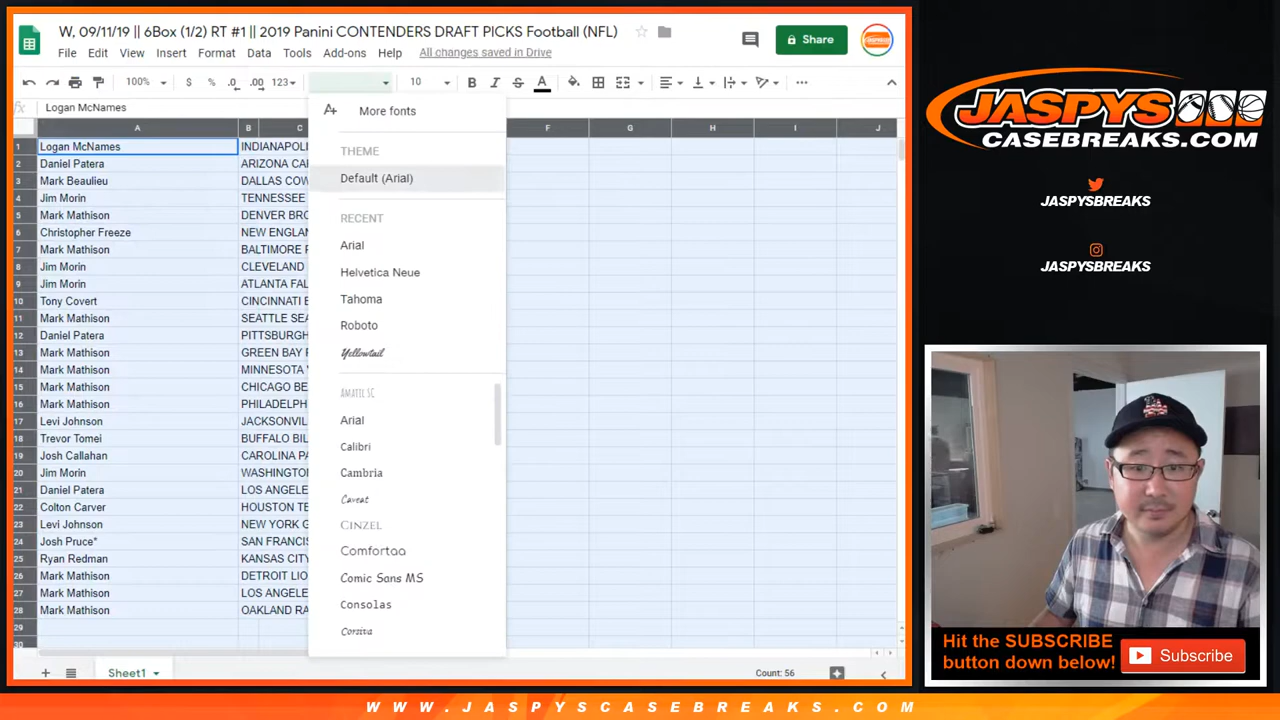 W, 09/11/19 || 6Box (1/2) RT #1 || 2019 Panini CONTENDERS DRAFT PICKS Football (NFL)
File Edit View Insert Format Data Tools Add-ons Help All changes saved in Drive
Share
100% $ % .0 .00 123 10 B I S A
fx Logan McNames
A B C F G H I J
1 Logan McNames INDIANAPOLI
2 Daniel Patera ARIZONA CA
3 Mark Beaulieu DALLAS COW
4 Jim Morin TENNESSEE
5 Mark Mathison DENVER BRO
6 Christopher Freeze NEW ENGLAN
7 Mark Mathison BALTIMORE
8 Jim Morin CLEVELAND
9 Jim Morin ATLANTA FAL
10 Tony Covert CINCINNATI
11 Mark Mathison SEATTLE SEA
12 Daniel Patera PITTSBURGH
13 Mark Mathison GREEN BAY
14 Mark Mathison MINNESOTA
15 Mark Mathison CHICAGO BE
16 Mark Mathison PHILADELPH
17 Levi Johnson JACKSONVIL
18 Trevor Tomei BUFFALO BIL
19 Josh Callahan CAROLINA PA
20 Jim Morin WASHINGTON
21 Daniel Patera LOS ANGELE
22 Colton Carver HOUSTON TE
23 Levi Johnson NEW YORK G
24 Josh Pruce* SAN FRANCIS
25 Ryan Redman KANSAS CITY
26 Mark Mathison DETROIT LIO
27 Mark Mathison LOS ANGELE
28 Mark Mathison OAKLAND RA
29
30
More fonts
THEME
Default (Arial)
RECENT
Arial
Helvetica Neue
Tahoma
Roboto
Yellowtail
AMATIC SC
Arial
Calibri
Cambria
Caveat
CINZEL
Comfortaa
Comic Sans MS
Consolas
Corsiva
Sheet1
Count: 56
JASPYS
CASEBREAKS.COM
JASPYSBREAKS
JASPYSBREAKS
Hit the SUBSCRIBE
button down below!
Subscribe
WWW.JASPYSCASEBREAKS.COM